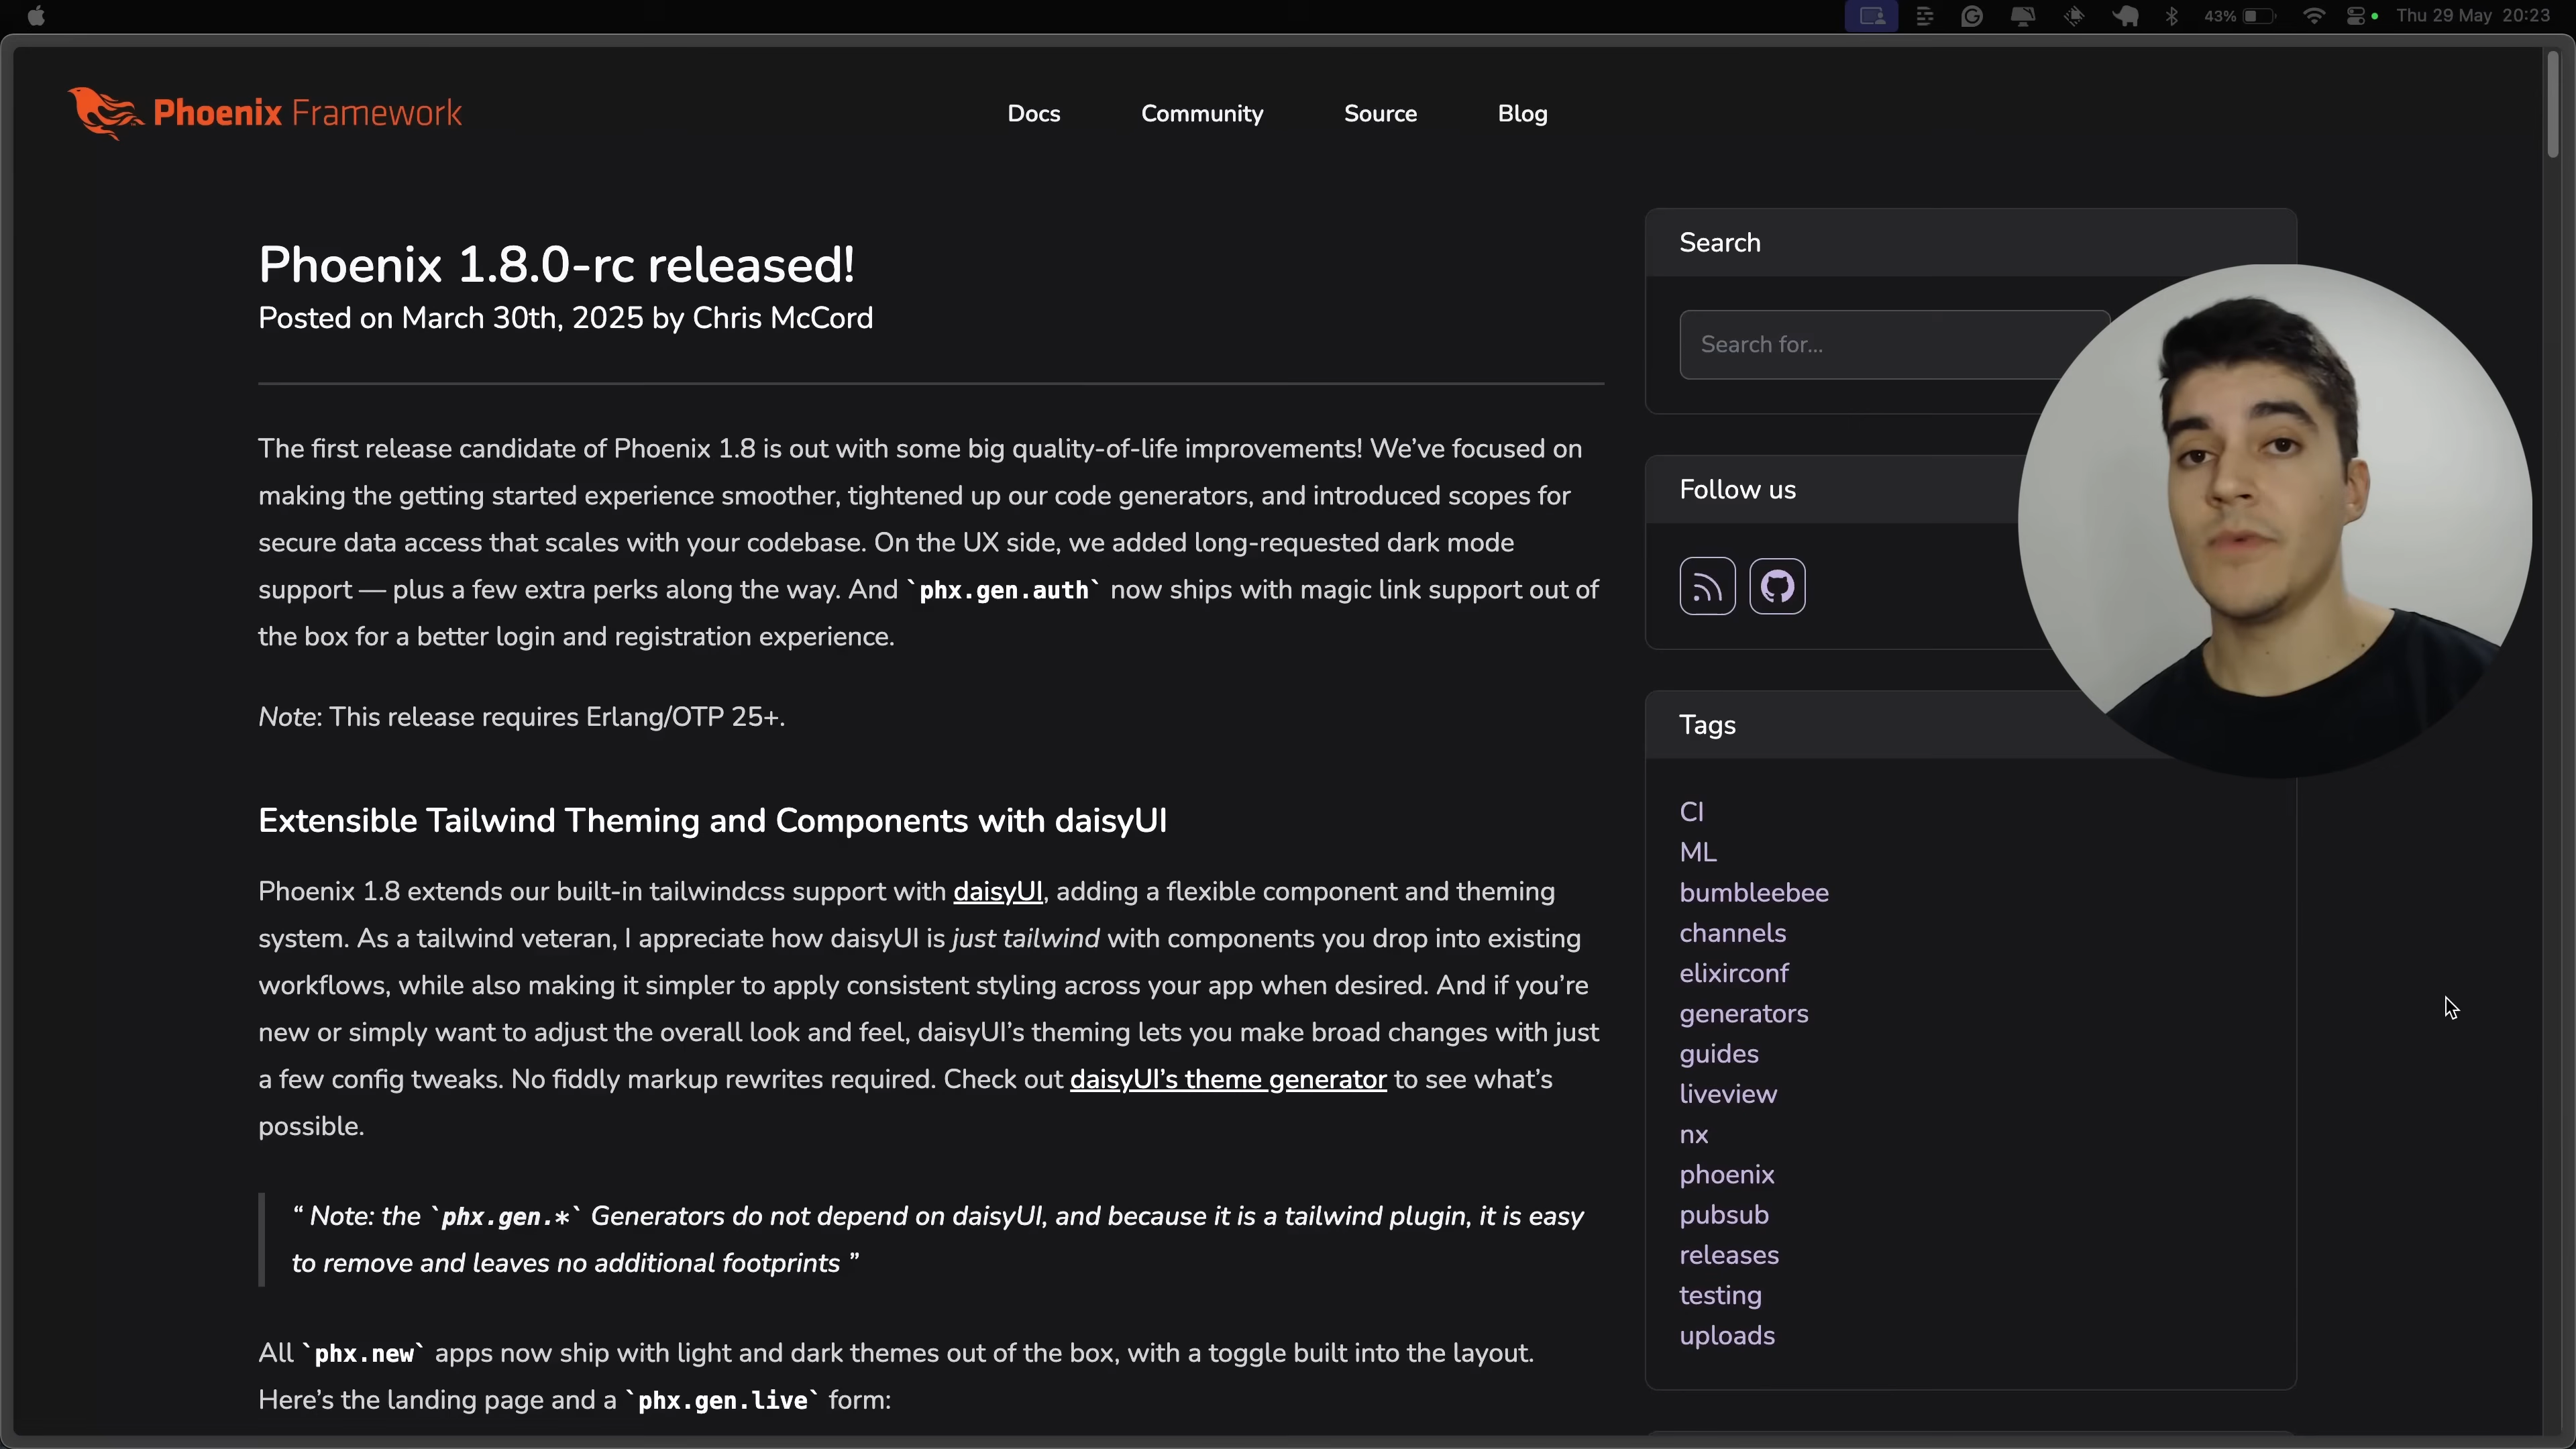 43%
Thu 29 May 20:23
Phoenix Framework
Docs
Community
Source
Blog
Phoenix 1.8.0-rc released!
Posted on March 30th, 2025 by Chris McCord
The first release candidate of Phoenix 1.8 is out with some big quality-of-life improvements! We’ve focused on
making the getting started experience smoother, tightened up our code generators, and introduced scopes for
secure data access that scales with your codebase. On the UX side, we added long-requested dark mode
support — plus a few extra perks along the way. And `phx.gen.auth` now ships with magic link support out of
the box for a better login and registration experience.
Note: This release requires Erlang/OTP 25+.
Extensible Tailwind Theming and Components with daisyUI
Phoenix 1.8 extends our built-in tailwindcss support with daisyUI, adding a flexible component and theming
system. As a tailwind veteran, I appreciate how daisyUI is just tailwind with components you drop into existing
workflows, while also making it simpler to apply consistent styling across your app when desired. And if you’re
new or simply want to adjust the overall look and feel, daisyUI’s theming lets you make broad changes with just
a few config tweaks. No fiddly markup rewrites required. Check out daisyUI’s theme generator to see what’s
possible.
“ Note: the `phx.gen.*` Generators do not depend on daisyUI, and because it is a tailwind plugin, it is easy
to remove and leaves no additional footprints ”
All `phx.new` apps now ship with light and dark themes out of the box, with a toggle built into the layout.
Here’s the landing page and a `phx.gen.live` form:
Search
Search for...
Follow us
Tags
CI
ML
bumbleebee
channels
elixirconf
generators
guides
liveview
nx
phoenix
pubsub
releases
testing
uploads